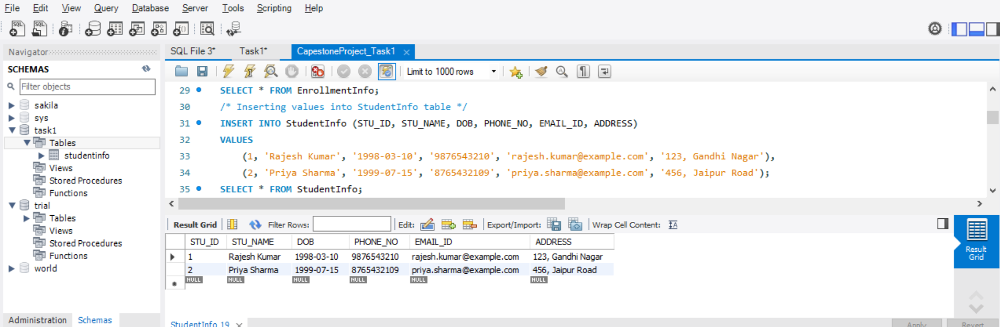 File Edit View Query Database Server Tools Scripting Help
SQL SQL
Navigator
SCHEMAS
Filter objects
sakila
sys
task1
Tables
studentinfo
Views
Stored Procedures
Functions
trial
Tables
Views
Stored Procedures
Functions
world
Administration Schemas
SQL File 3* Task1* CapestoneProject_Task1
Limit to 1000 rows
29 SELECT * FROM EnrollmentInfo;
30 /* Inserting values into StudentInfo table */
31 INSERT INTO StudentInfo (STU_ID, STU_NAME, DOB, PHONE_NO, EMAIL_ID, ADDRESS)
32 VALUES
33 (1, 'Rajesh Kumar', '1998-03-10', '9876543210', 'rajesh.kumar@example.com', '123, Gandhi Nagar'),
34 (2, 'Priya Sharma', '1999-07-15', '8765432109', 'priya.sharma@example.com', '456, Jaipur Road');
35 SELECT * FROM StudentInfo;
Result Grid Filter Rows: Edit: Export/Import: Wrap Cell Content:
STU_ID STU_NAME DOB PHONE_NO EMAIL_ID ADDRESS
1 Rajesh Kumar 1998-03-10 9876543210 rajesh.kumar@example.com 123, Gandhi Nagar
2 Priya Sharma 1999-07-15 8765432109 priya.sharma@example.com 456, Jaipur Road
NULL NULL NULL NULL NULL NULL
Result
Grid
StudentInfo 19
Apply Revert